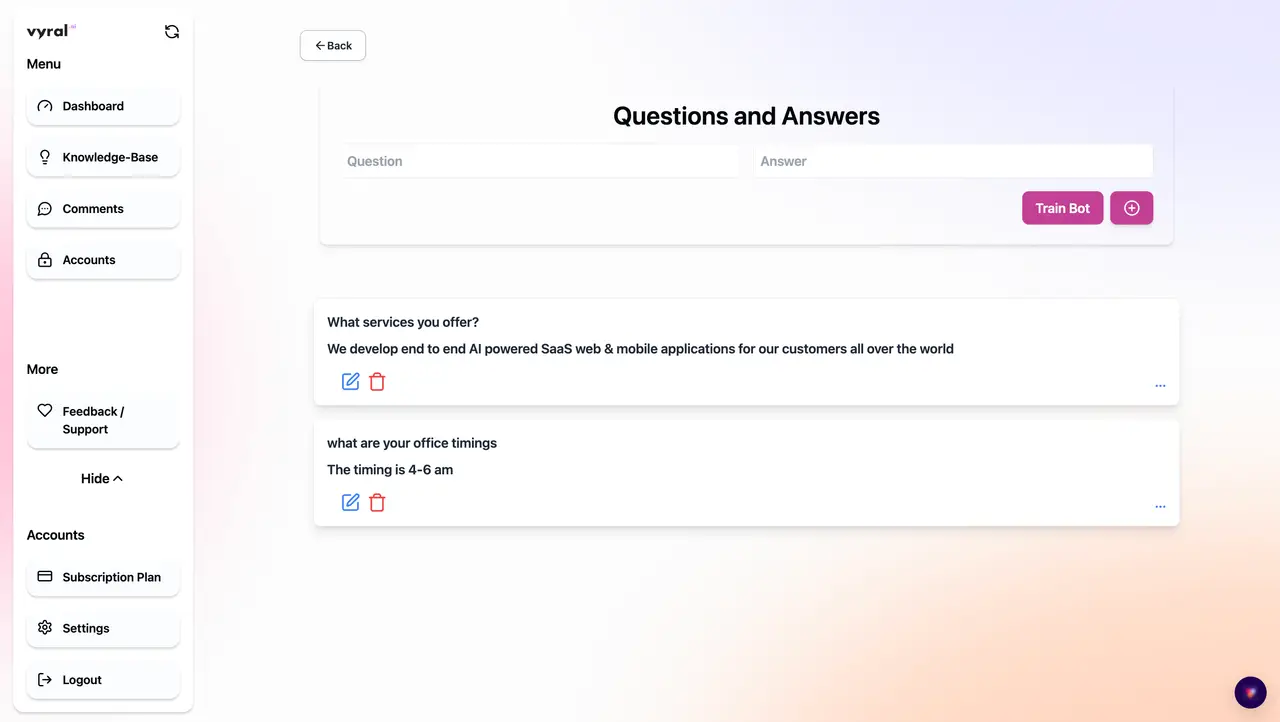 vyral ai
Menu
Dashboard
Knowledge-Base
Comments
Accounts
More
Feedback /
Support
Hide
Accounts
Subscription Plan
Settings
Logout
Back
Questions and Answers
Question
Answer
Train Bot
What services you offer?
We develop end to end AI powered SaaS web & mobile applications for our customers all over the world
...
what are your office timings
The timing is 4-6 am
...